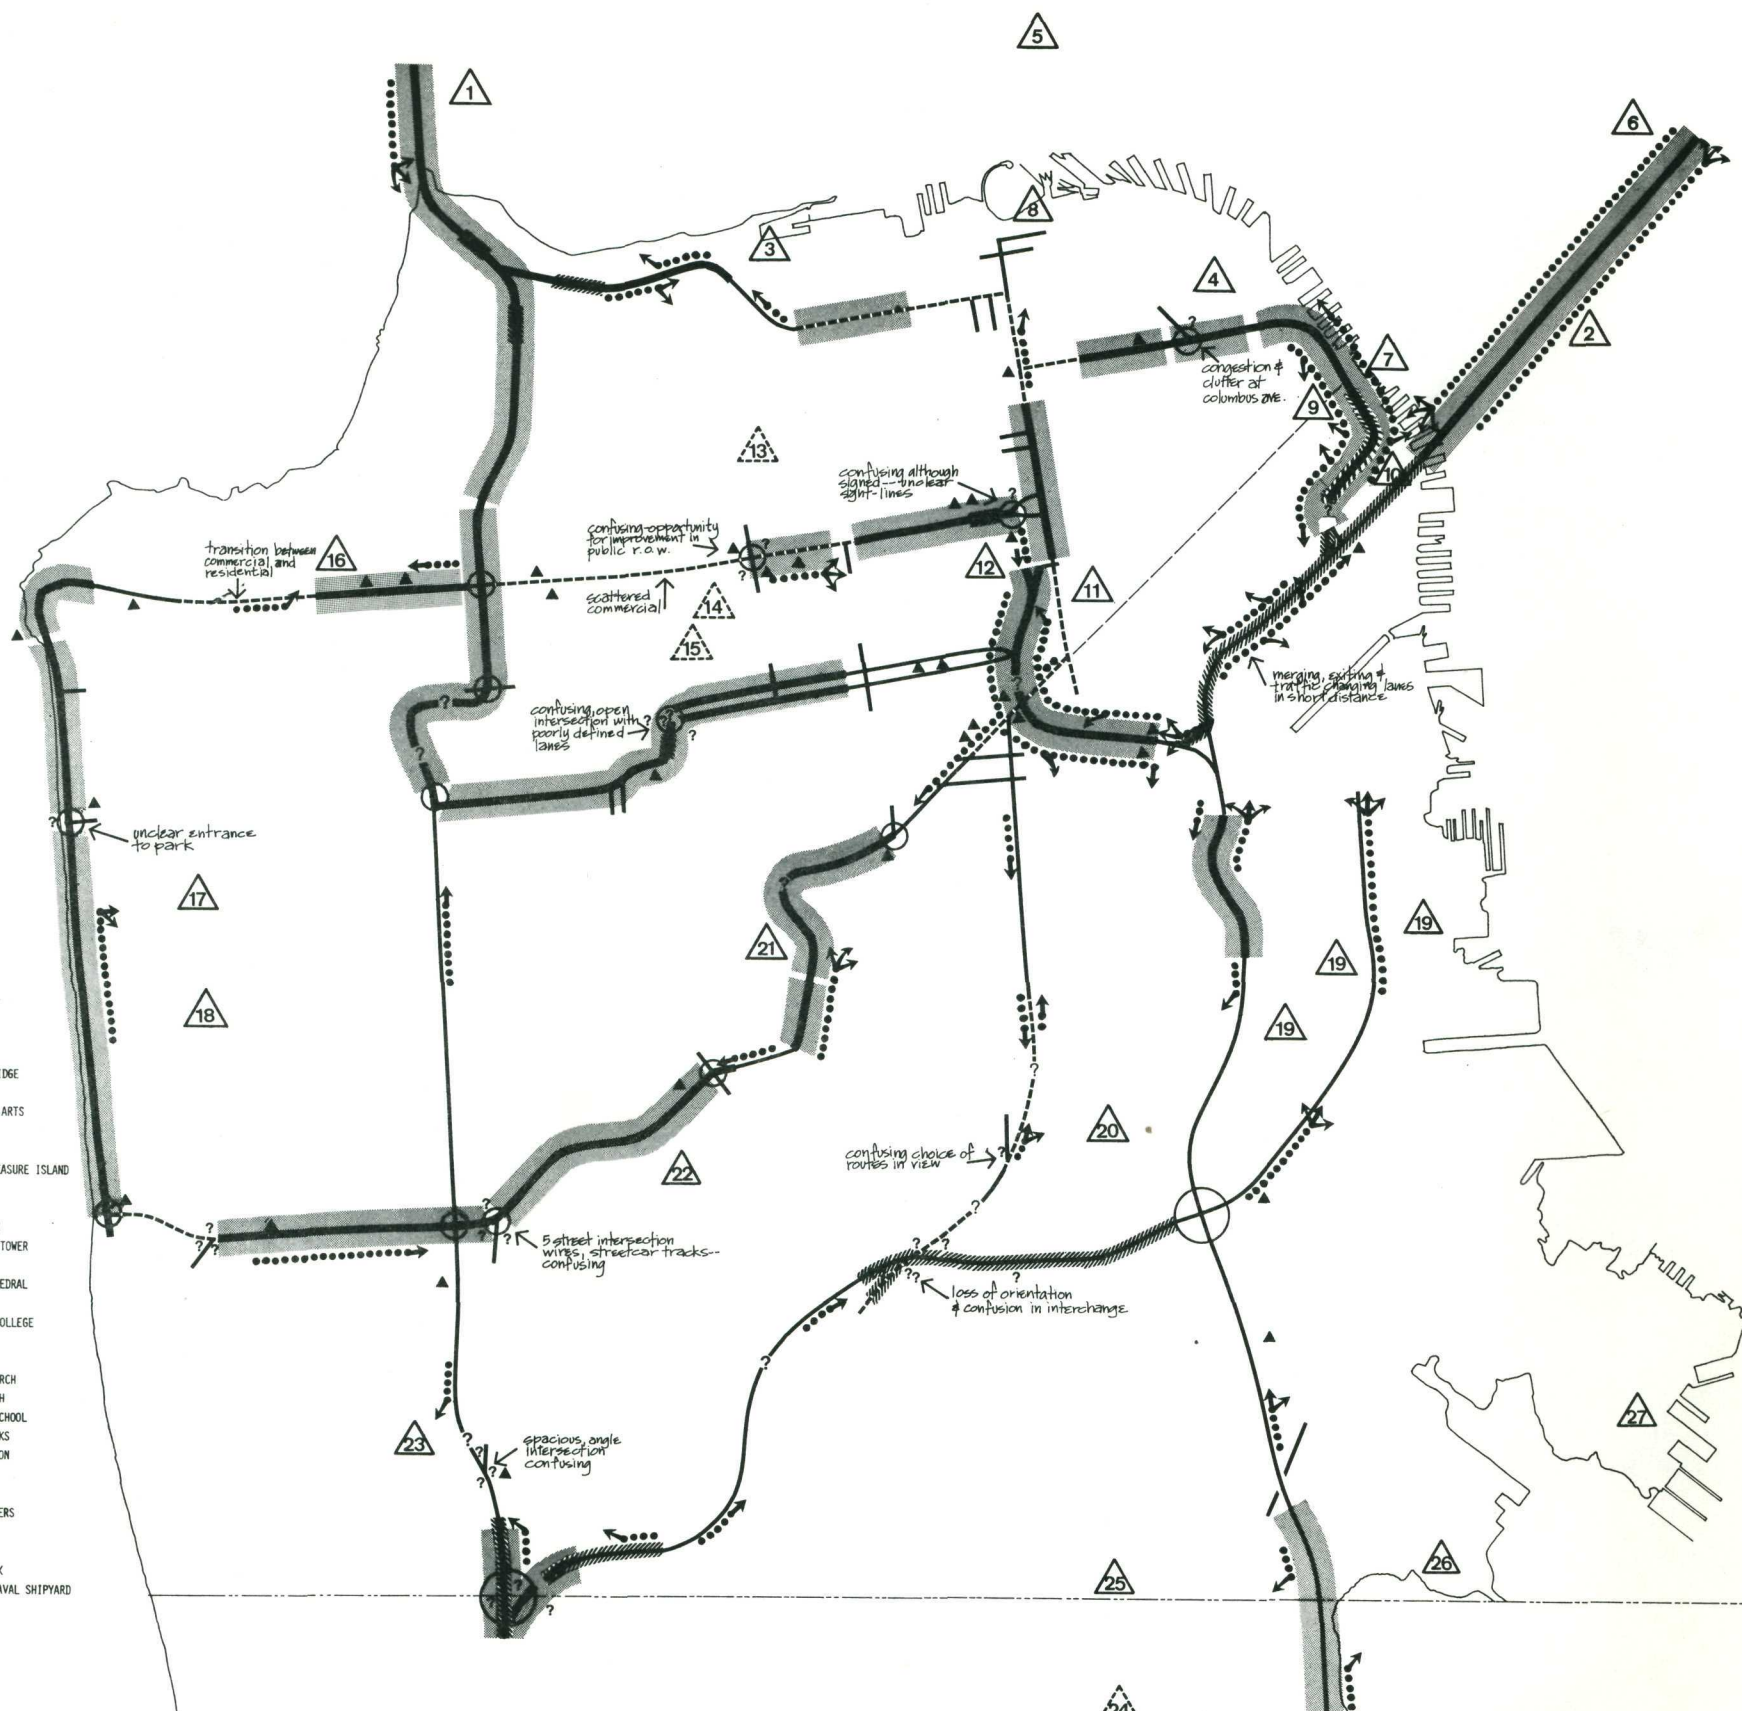 5
1
6
8
3
4
2
7
congestion &
clutter at
columbus ave.
9
13
confusing although
signed---unclear
sight-lines
10
confusing-opportunity
for improvement in
public r.o.w.
transition between
commercial and
residential
16
12
11
scattered
commercial
14
15
merging, exiting &
traffic changing lanes
in short distance
confusing, open
intersection with
poorly defined
lanes
unclear entrance
to park
17
19
21
19
18
19
IDGE
ARTS
20
confusing choice of
routes in view
EASURE ISLAND
22
TOWER
5 street intersection
wires, streetcar tracks--
confusing
EDRAL
loss of orientation
& confusion in interchange
OLLEGE
RCH
H
CHOOL
KS
ON
27
23
spacious, angle
intersection
confusing
ERS
26
25
K
AVAL SHIPYARD
24